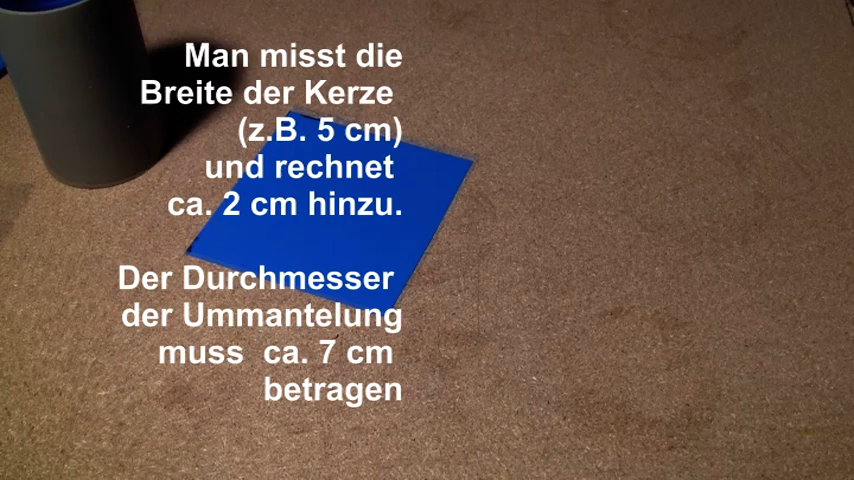 Man misst die
Breite der Kerze
(z.B. 5 cm)
und rechnet
ca. 2 cm hinzu.
Der Durchmesser
der Ummantelung
muss ca. 7 cm
betragen